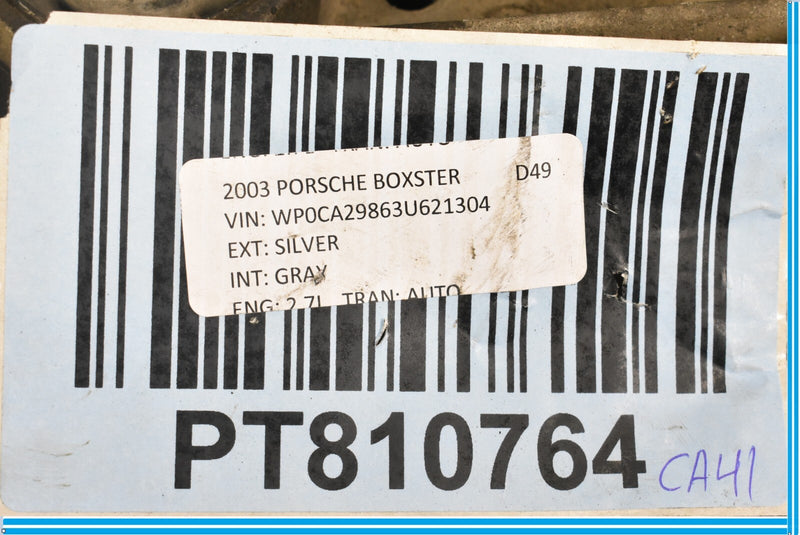 2003 PORSCHE BOXSTER D49
VIN: WP0CA29863U621304
EXT: SILVER
INT: GRAY
ENG: 2.7L TRAN: AUTO
PT810764
CA41